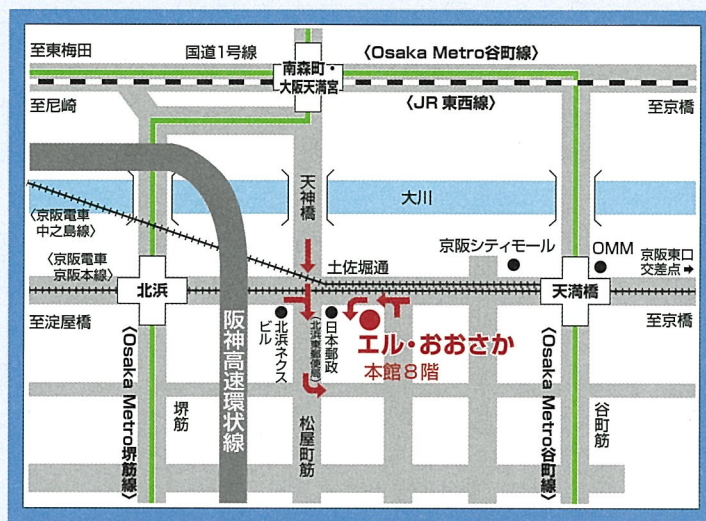 至東梅田
国道1号線
南森町・
大阪天満宮
〈Osaka Metro谷町線〉
〈JR 東西線〉
至尼崎
至京橋
天神橋
大川
〈京阪電車
中之島線〉
〈京阪電車
京阪本線〉
土佐堀通
京阪シティモール
OMM
京阪東口
交差点➡
北浜
天満橋
至淀屋橋
至京橋
阪神高速環状線
北浜ネクス
ビル
日本郵政
(北浜東郵便局)
エル・おおさか
本館8階
〈Osaka Metro堺筋線〉
堺筋
松屋町筋
〈Osaka Metro谷町線〉
谷町筋